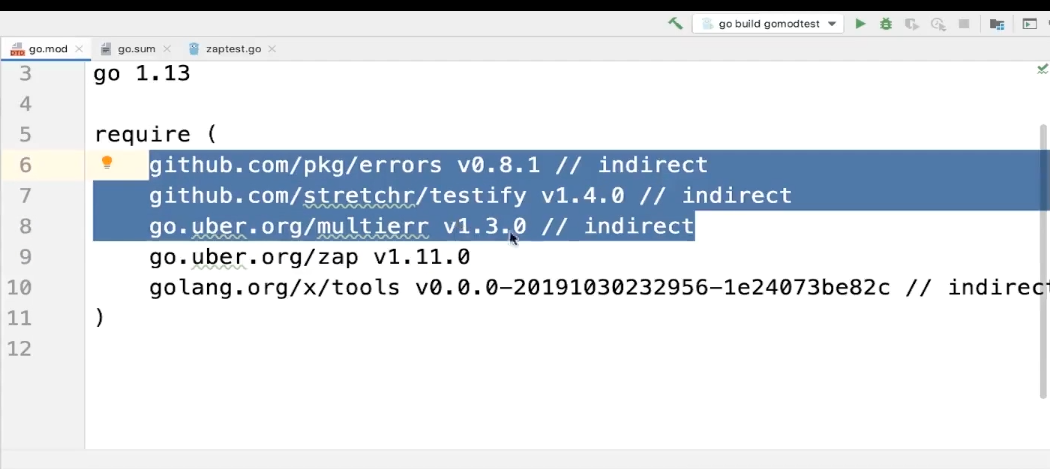 go build gomodtest
go.mod
go.sum
zaptest.go
3 go 1.13
4
5 require (
6 github.com/pkg/errors v0.8.1 // indirect
7 github.com/stretchr/testify v1.4.0 // indirect
8 go.uber.org/multierr v1.3.0 // indirect
9 go.uber.org/zap v1.11.0
10 golang.org/x/tools v0.0.0-20191030232956-1e24073be82c // indirect
11 )
12